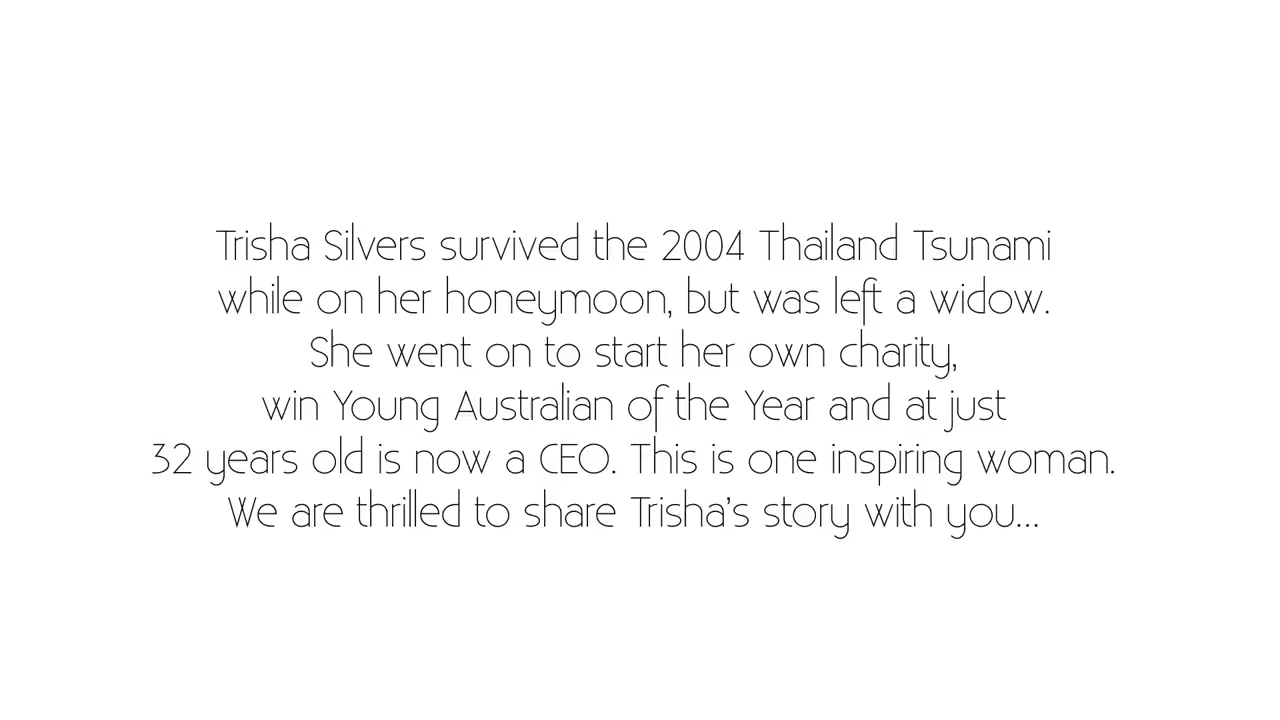 Trisha Silvers survived the 2004 Thailand Tsunami
while on her honeymoon, but was left a widow.
She went on to start her own charity,
win Young Australian of the Year and at just
32 years old is now a CEO. This is one inspiring woman.
We are thrilled to share Trisha's story with you...